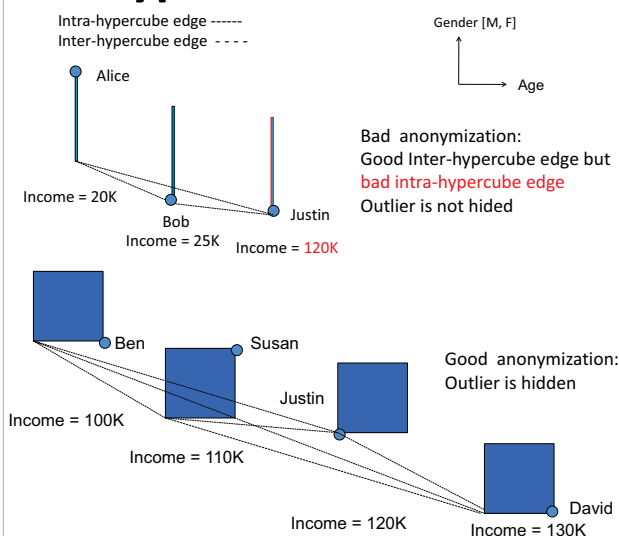 Intra-hypercube edge ------
Inter-hypercube edge - - - -
Gender [M, F]
Age
Alice
Bad anonymization:
Good Inter-hypercube edge but
bad intra-hypercube edge
Outlier is not hided
Income = 20K
Bob
Income = 25K
Justin
Income = 120K
Ben
Susan
Justin
Good anonymization:
Outlier is hidden
Income = 100K
Income = 110K
Income = 120K
David
Income = 130K